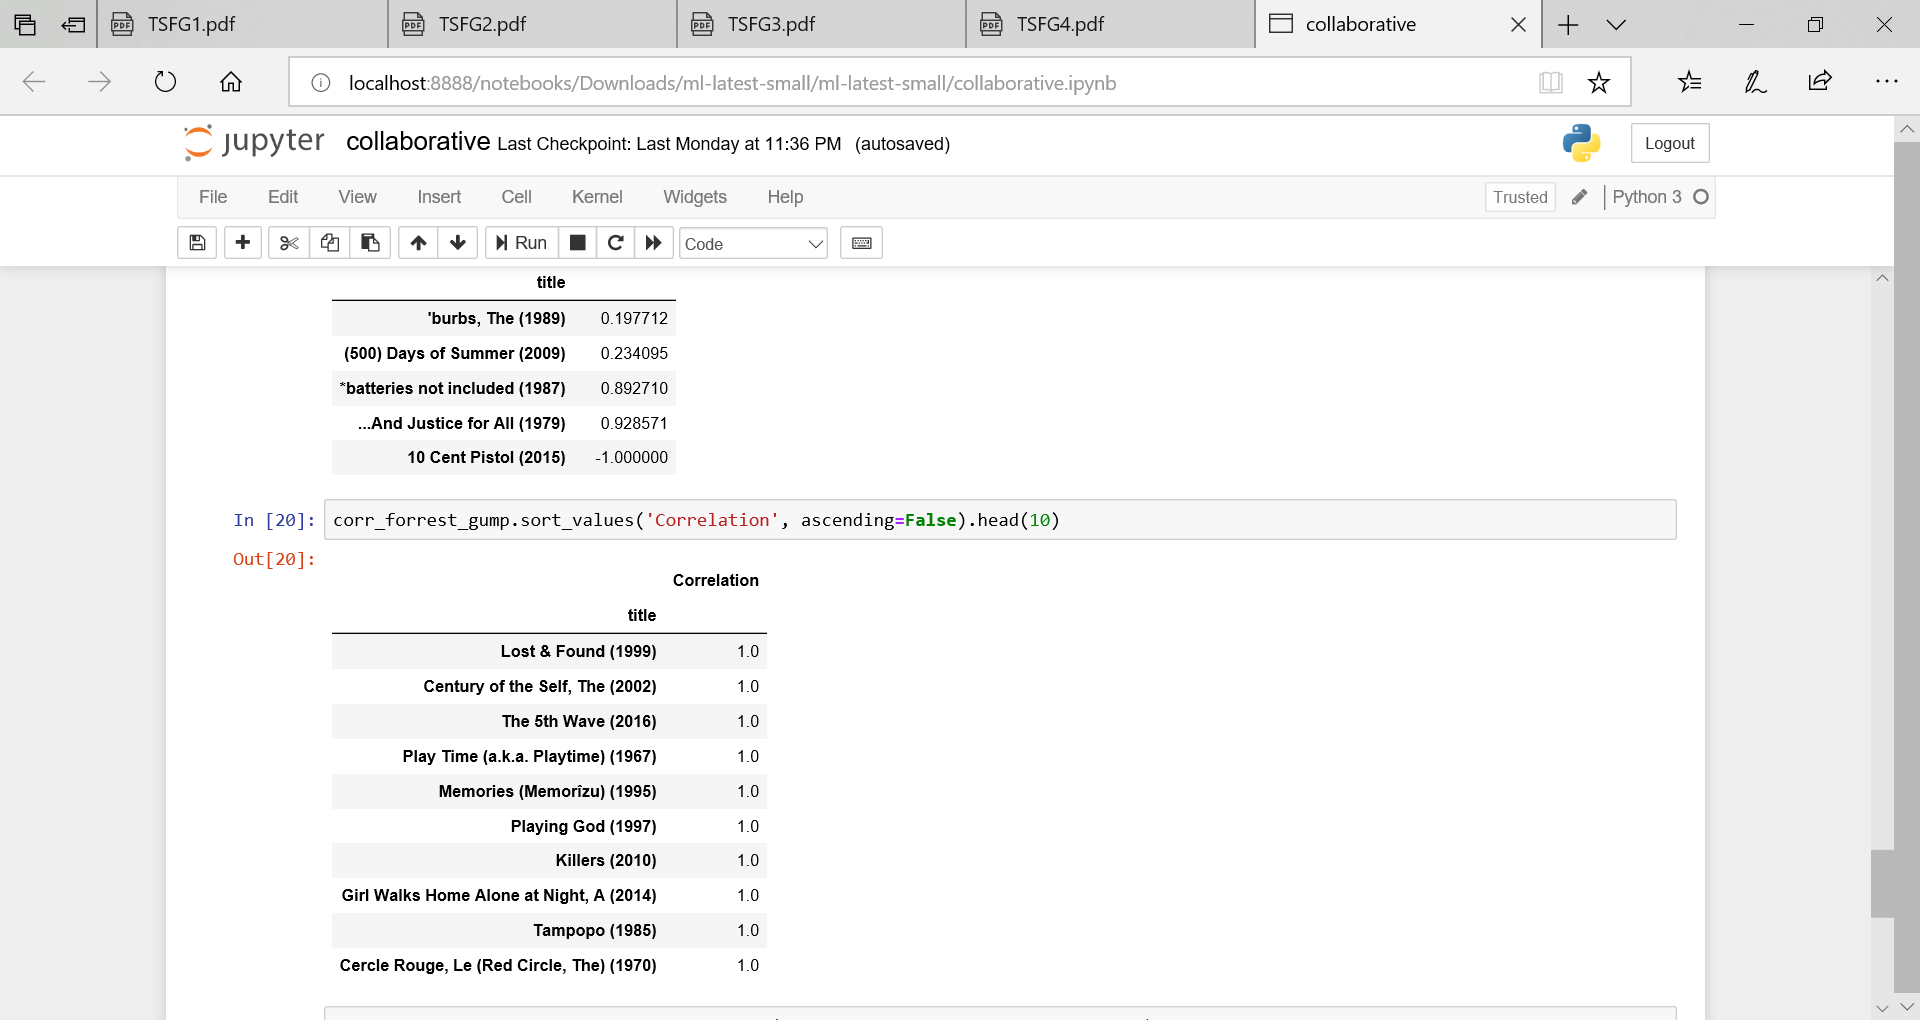 TSFG1.pdf TSFG2.pdf TSFG3.pdf TSFG4.pdf collaborative
localhost:8888/notebooks/Downloads/ml-latest-small/ml-latest-small/collaborative.ipynb
jupyter collaborative Last Checkpoint: Last Monday at 11:36 PM (autosaved) Logout
File Edit View Insert Cell Kernel Widgets Help Trusted Python 3
Run Code
title
'burbs, The (1989) 0.197712
(500) Days of Summer (2009) 0.234095
*batteries not included (1987) 0.892710
...And Justice for All (1979) 0.928571
10 Cent Pistol (2015) -1.000000
In [20]: corr_forrest_gump.sort_values('Correlation', ascending=False).head(10)
Out[20]:
Correlation
title
Lost & Found (1999) 1.0
Century of the Self, The (2002) 1.0
The 5th Wave (2016) 1.0
Play Time (a.k.a. Playtime) (1967) 1.0
Memories (Memorîzu) (1995) 1.0
Playing God (1997) 1.0
Killers (2010) 1.0
Girl Walks Home Alone at Night, A (2014) 1.0
Tampopo (1985) 1.0
Cercle Rouge, Le (Red Circle, The) (1970) 1.0